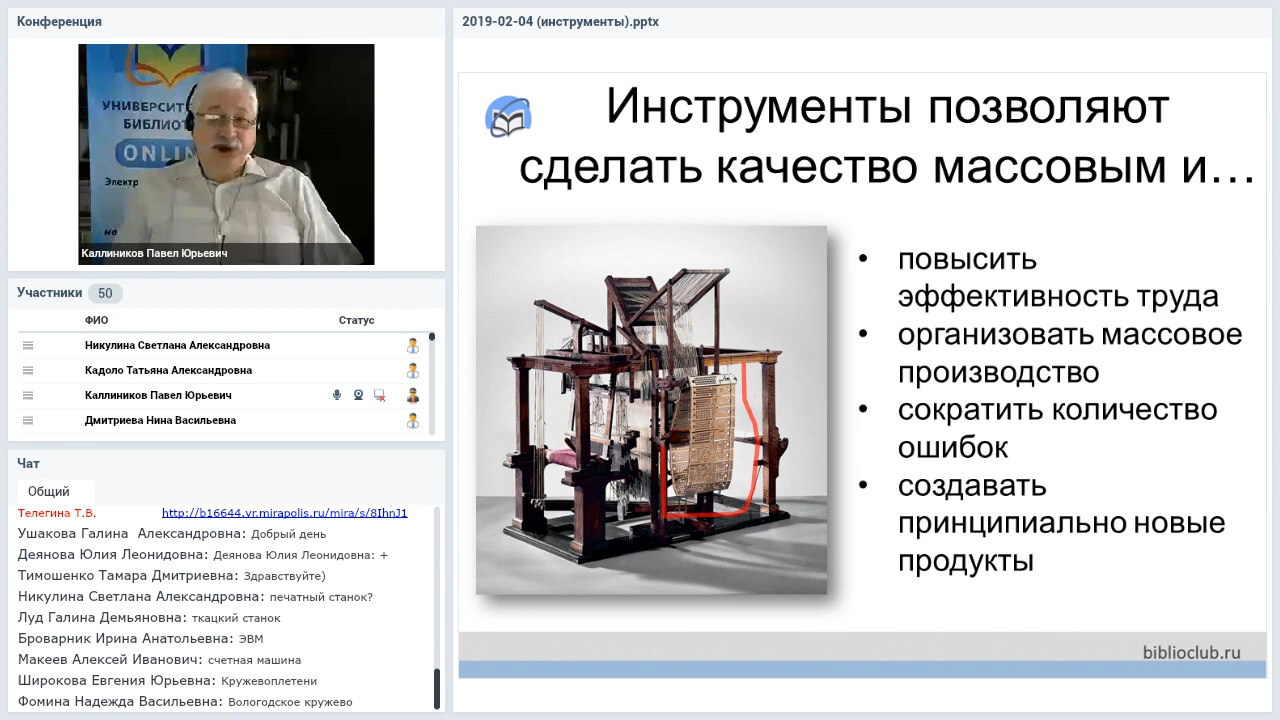 Конференция
УНИВЕРСИТЕ
БИБЛИОТ
ONLIN
Электр
Каллиников Павел Юрьевич
Участники 50
ФИО Статус
Никулина Светлана Александровна
Кадоло Татьяна Александровна
Каллиников Павел Юрьевич
Дмитриева Нина Васильевна
Чат
Общий
Телегина Т.В. http://b16644.vr.mirapolis.ru/mira/s/8IhnJ1
Ушакова Галина Александровна: Добрый день
Деянова Юлия Леонидовна: Деянова Юлия Леонидовна: +
Тимошенко Тамара Дмитриевна: Здравствуйте)
Никулина Светлана Александровна: печатный станок?
Луд Галина Демьяновна: ткацкий станок
Броварник Ирина Анатольевна: ЭВМ
Макеев Алексей Иванович: счетная машина
Широкова Евгения Юрьевна: Кружевоплетени
Фомина Надежда Васильевна: Вологодское кружево
2019-02-04 (инструменты).pptx
Инструменты позволяют
сделать качество массовым и...
• повысить
эффективность труда
• организовать массовое
производство
• сократить количество
ошибок
• создавать
принципиально новые
продукты
biblioclub.ru